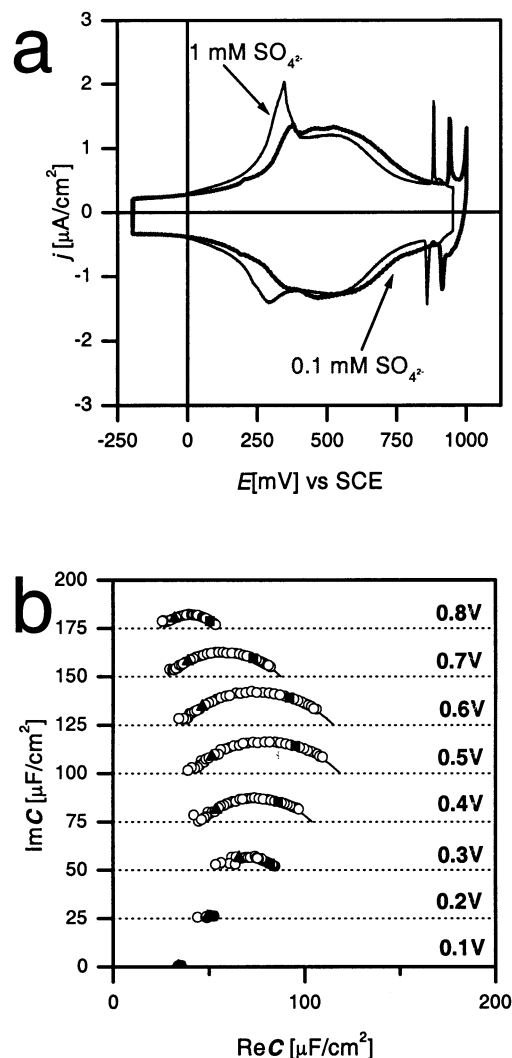 a
3
1 mM SO₄²⁻
2
1
0
-1
-2
-3
j [μA/cm²]
0.1 mM SO₄²⁻
-250 0 250 500 750 1000
E[mV] vs SCE
b
200
175
150
125
100
75
50
25
0
ImC [μF/cm²]
0.8V
0.7V
0.6V
0.5V
0.4V
0.3V
0.2V
0.1V
0 100 200
ReC [μF/cm²]